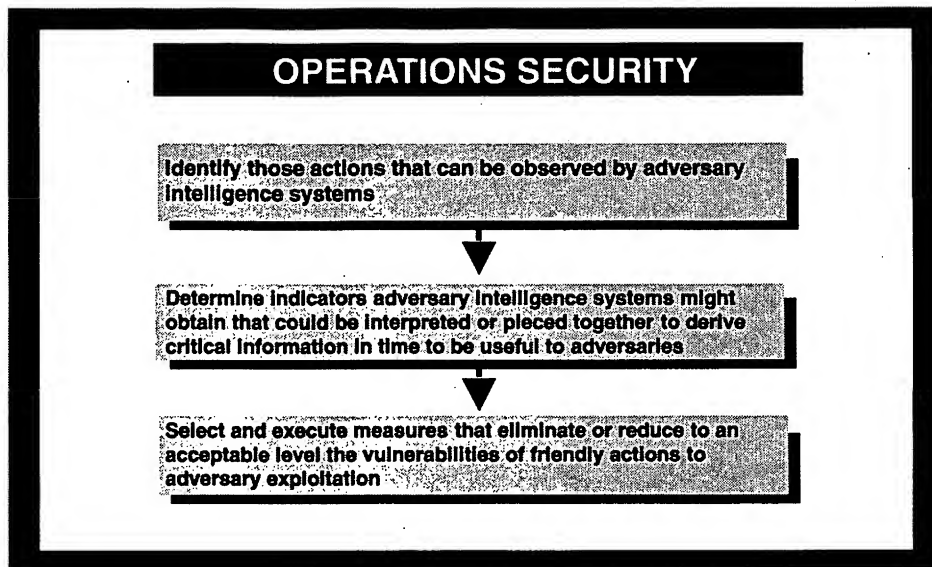 OPERATIONS SECURITY
Identify those actions that can be observed by adversary
intelligence systems
Determine indicators adversary intelligence systems might
obtain that could be interpreted or pieced together to derive
critical information in time to be useful to adversaries
Select and execute measures that eliminate or reduce to an
acceptable level the vulnerabilities of friendly actions to
adversary exploitation